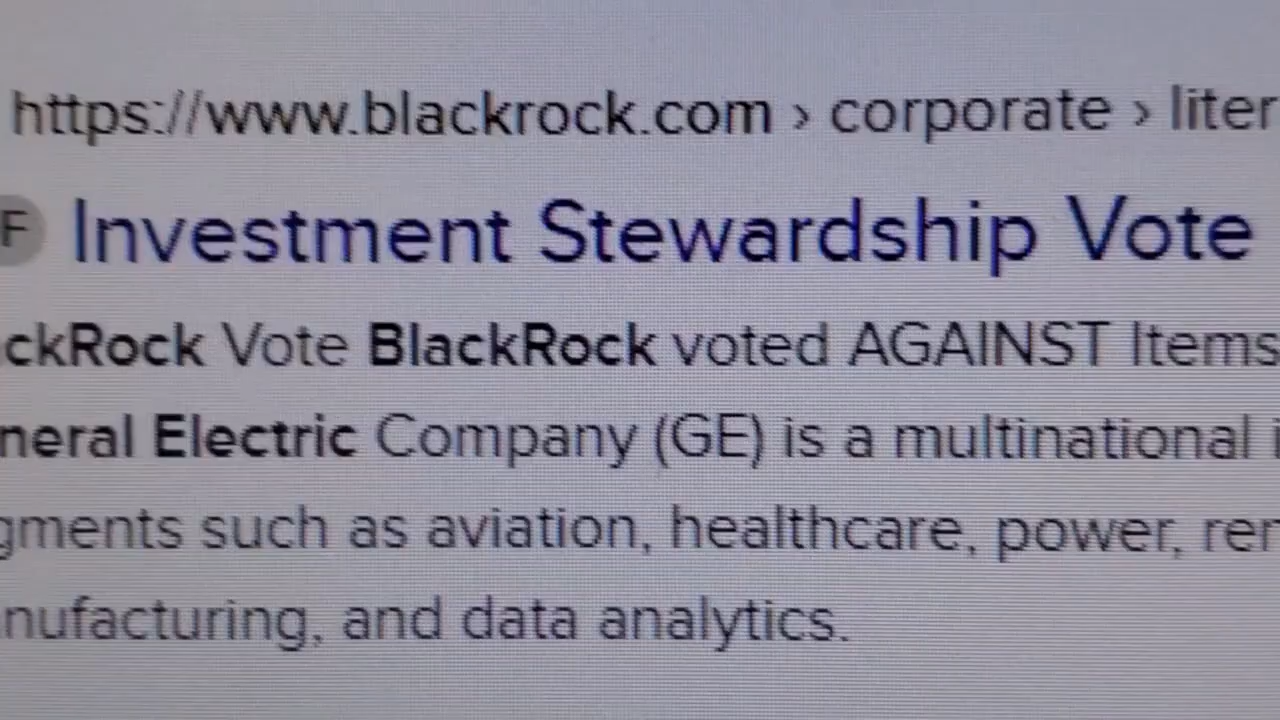 https://www.blackrock.com › corporate › liter
F Investment Stewardship Vote
ckRock Vote BlackRock voted AGAINST Items
neral Electric Company (GE) is a multinational i
gments such as aviation, healthcare, power, ren
nufacturing, and data analytics.